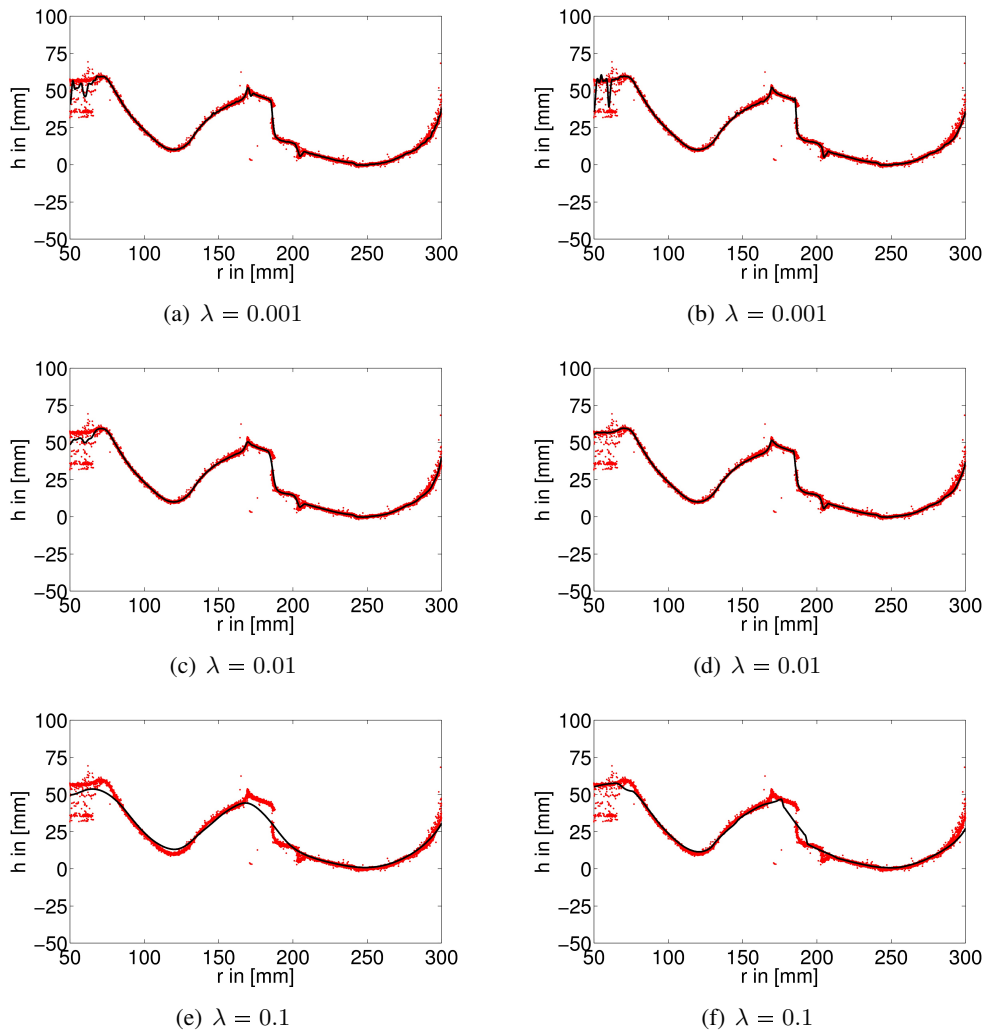 100
75
50
25
0
−25
−50
50 100 150 200 250 300
h in [mm]
r in [mm]
(a) λ = 0.001
100
75
50
25
0
−25
−50
50 100 150 200 250 300
h in [mm]
r in [mm]
(b) λ = 0.001
100
75
50
25
0
−25
−50
50 100 150 200 250 300
h in [mm]
r in [mm]
(c) λ = 0.01
100
75
50
25
0
−25
−50
50 100 150 200 250 300
h in [mm]
r in [mm]
(d) λ = 0.01
100
75
50
25
0
−25
−50
50 100 150 200 250 300
h in [mm]
r in [mm]
(e) λ = 0.1
100
75
50
25
0
−25
−50
50 100 150 200 250 300
h in [mm]
r in [mm]
(f) λ = 0.1